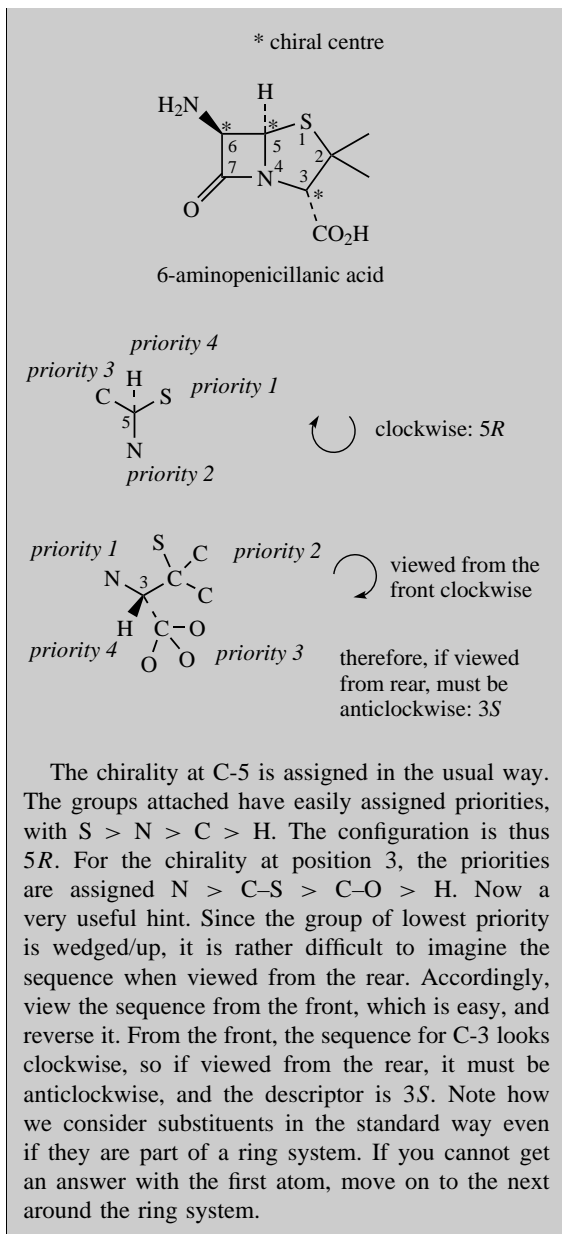 * chiral centre
H₂N
H
*
*
S
1
6
5
2
7
4
N
3
*
O
CO₂H
6-aminopenicillanic acid
priority 4
priority 3
H
priority 1
C
S
5
clockwise: 5R
N
priority 2
priority 1
S
C
priority 2
N
3
C
C
viewed from the
front clockwise
H
C
O
priority 4
O
O
priority 3
therefore, if viewed
from rear, must be
anticlockwise: 3S
The chirality at C-5 is assigned in the usual way.
The groups attached have easily assigned priorities,
with S > N > C > H. The configuration is thus
5R. For the chirality at position 3, the priorities
are assigned N > C–S > C–O > H. Now a
very useful hint. Since the group of lowest priority
is wedged/up, it is rather difficult to imagine the
sequence when viewed from the rear. Accordingly,
view the sequence from the front, which is easy, and
reverse it. From the front, the sequence for C-3 looks
clockwise, so if viewed from the rear, it must be
anticlockwise, and the descriptor is 3S. Note how
we consider substituents in the standard way even
if they are part of a ring system. If you cannot get
an answer with the first atom, move on to the next
around the ring system.